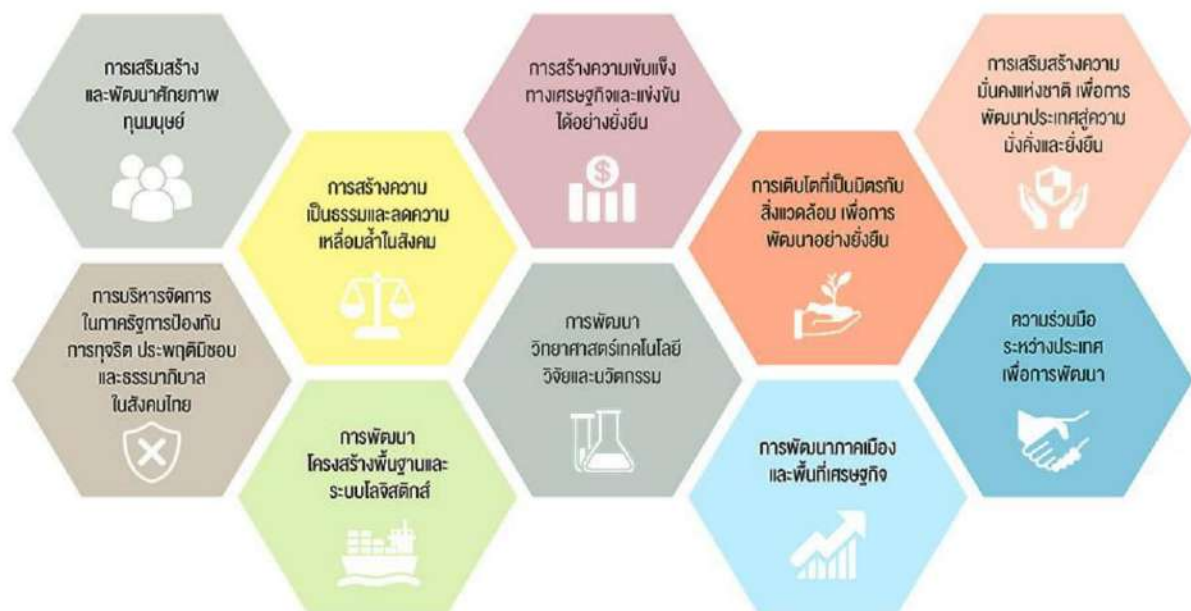 การเสริมสร้าง
และพัฒนาศักยภาพ
ทุนมนุษย์
การสร้างความ
เป็นธรรมและลดความ
เหลื่อมล้ำในสังคม
การสร้างความเข้มแข็ง
ทางเศรษฐกิจและแข่งขัน
ได้อย่างยั่งยืน
การเติบโตที่เป็นมิตรกับ
สิ่งแวดล้อม เพื่อการ
พัฒนาอย่างยั่งยืน
การเสริมสร้างความ
มั่นคงแห่งชาติ เพื่อการ
พัฒนาประเทศสู่ความ
มั่งคั่งและยั่งยืน
การบริหารจัดการ
ในภาครัฐการป้องกัน
การทุจริต ประพฤติมิชอบ
และธรรมาภิบาล
ในสังคมไทย
การพัฒนา
โครงสร้างพื้นฐานและ
ระบบโลจิสติกส์
การพัฒนา
วิทยาศาสตร์เทคโนโลยี
วิจัยและนวัตกรรม
การพัฒนาภาคเมือง
และพื้นที่เศรษฐกิจ
ความร่วมมือ
ระหว่างประเทศ
เพื่อการพัฒนา